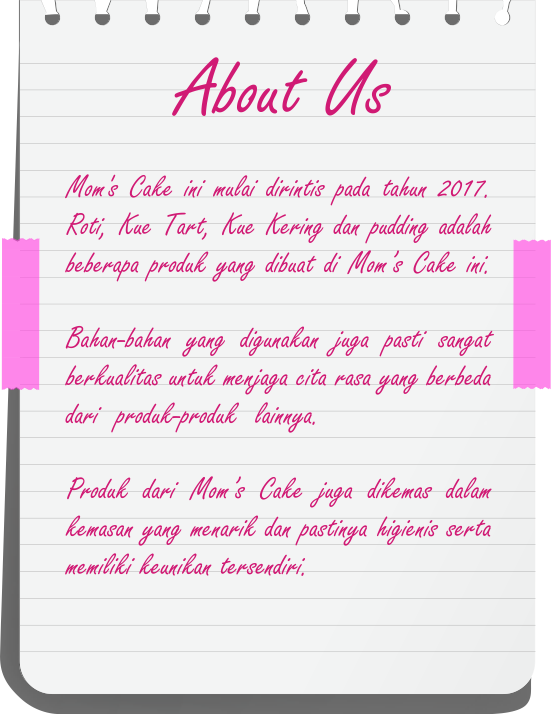 About Us
Mom's Cake ini mulai dirintis pada tahun 2017.
Roti, Kue Tart, Kue Kering dan pudding adalah
beberapa produk yang dibuat di Mom's Cake ini.
Bahan-bahan yang digunakan juga pasti sangat
berkualitas untuk menjaga cita rasa yang berbeda
dari produk-produk lainnya.
Produk dari Mom's Cake juga dikemas dalam
kemasan yang menarik dan pastinya higienis serta
memiliki keunikan tersendiri.